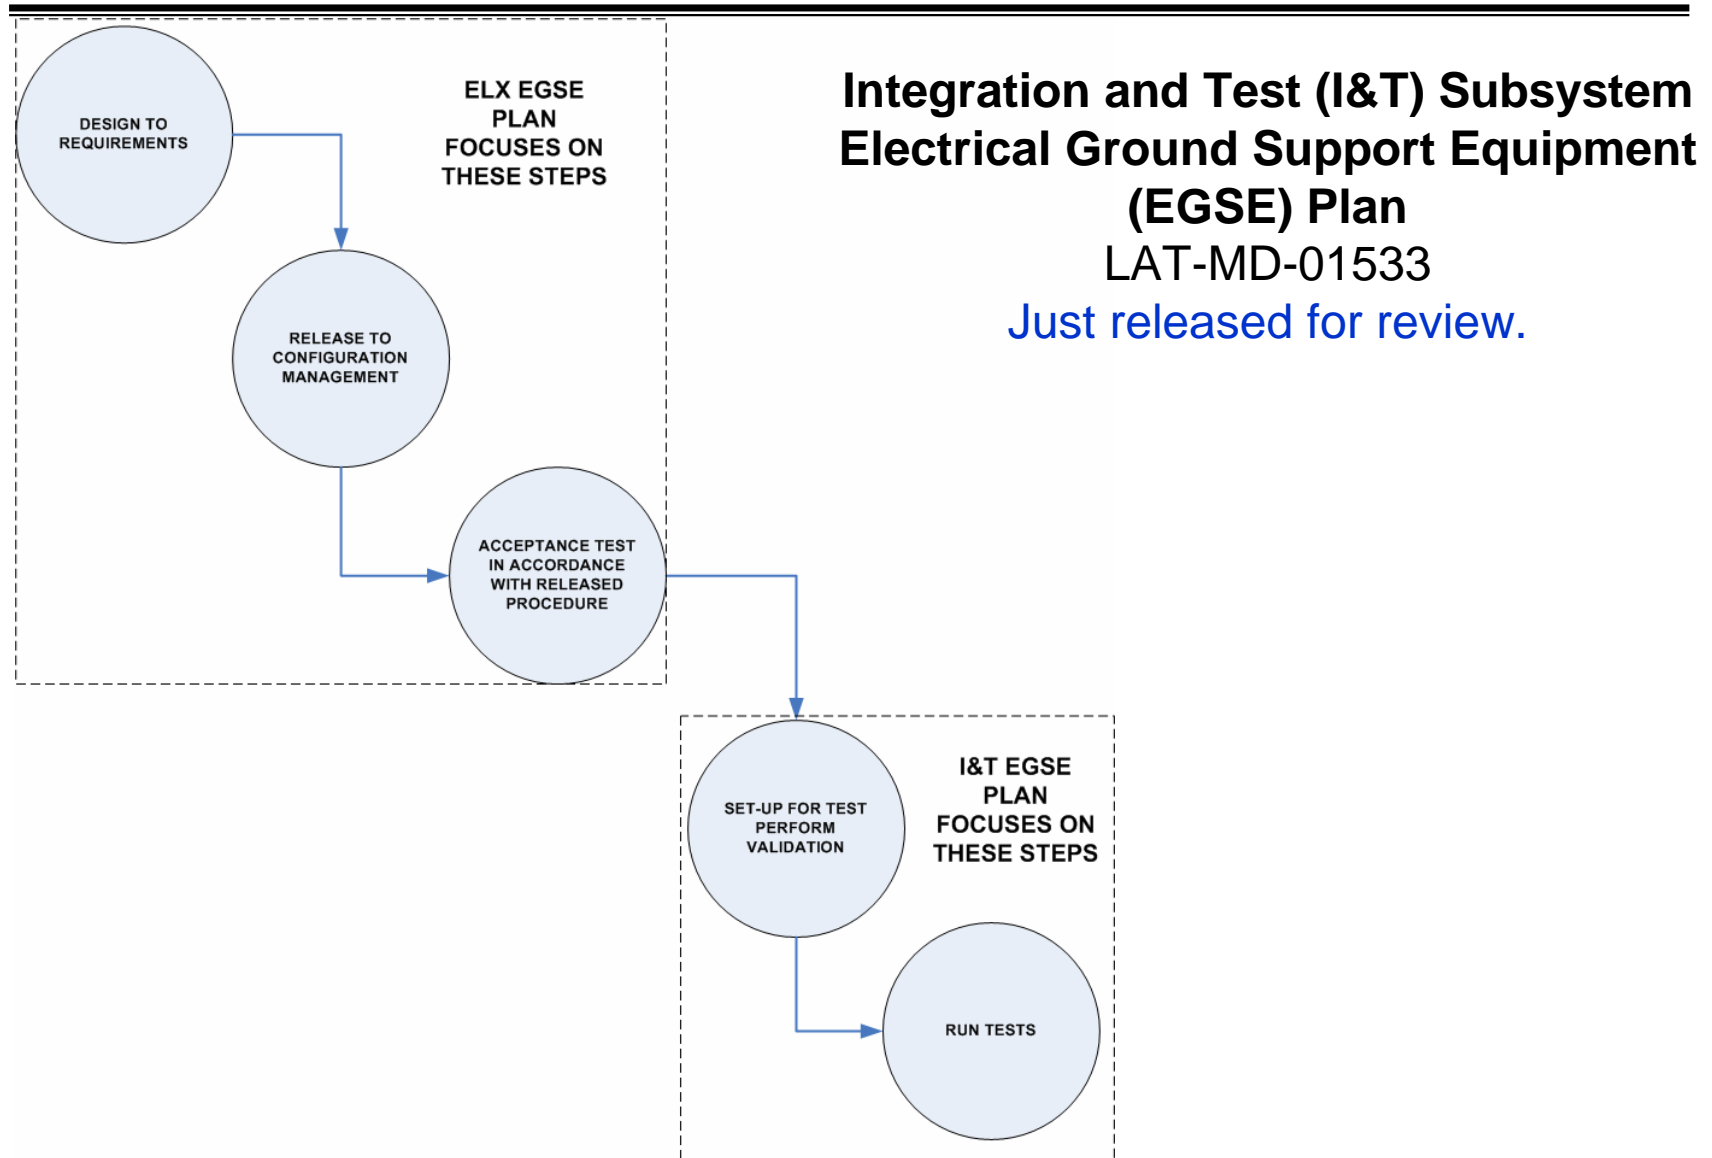 Integration and Test (I&T) Subsystem
Electrical Ground Support Equipment
(EGSE) Plan
LAT-MD-01533
Just released for review.
ELX EGSE
PLAN
FOCUSES ON
THESE STEPS
DESIGN TO
REQUIREMENTS
RELEASE TO
CONFIGURATION
MANAGEMENT
ACCEPTANCE TEST
IN ACCORDANCE
WITH RELEASED
PROCEDURE
I&T EGSE
PLAN
FOCUSES ON
THESE STEPS
SET-UP FOR TEST
PERFORM
VALIDATION
RUN TESTS